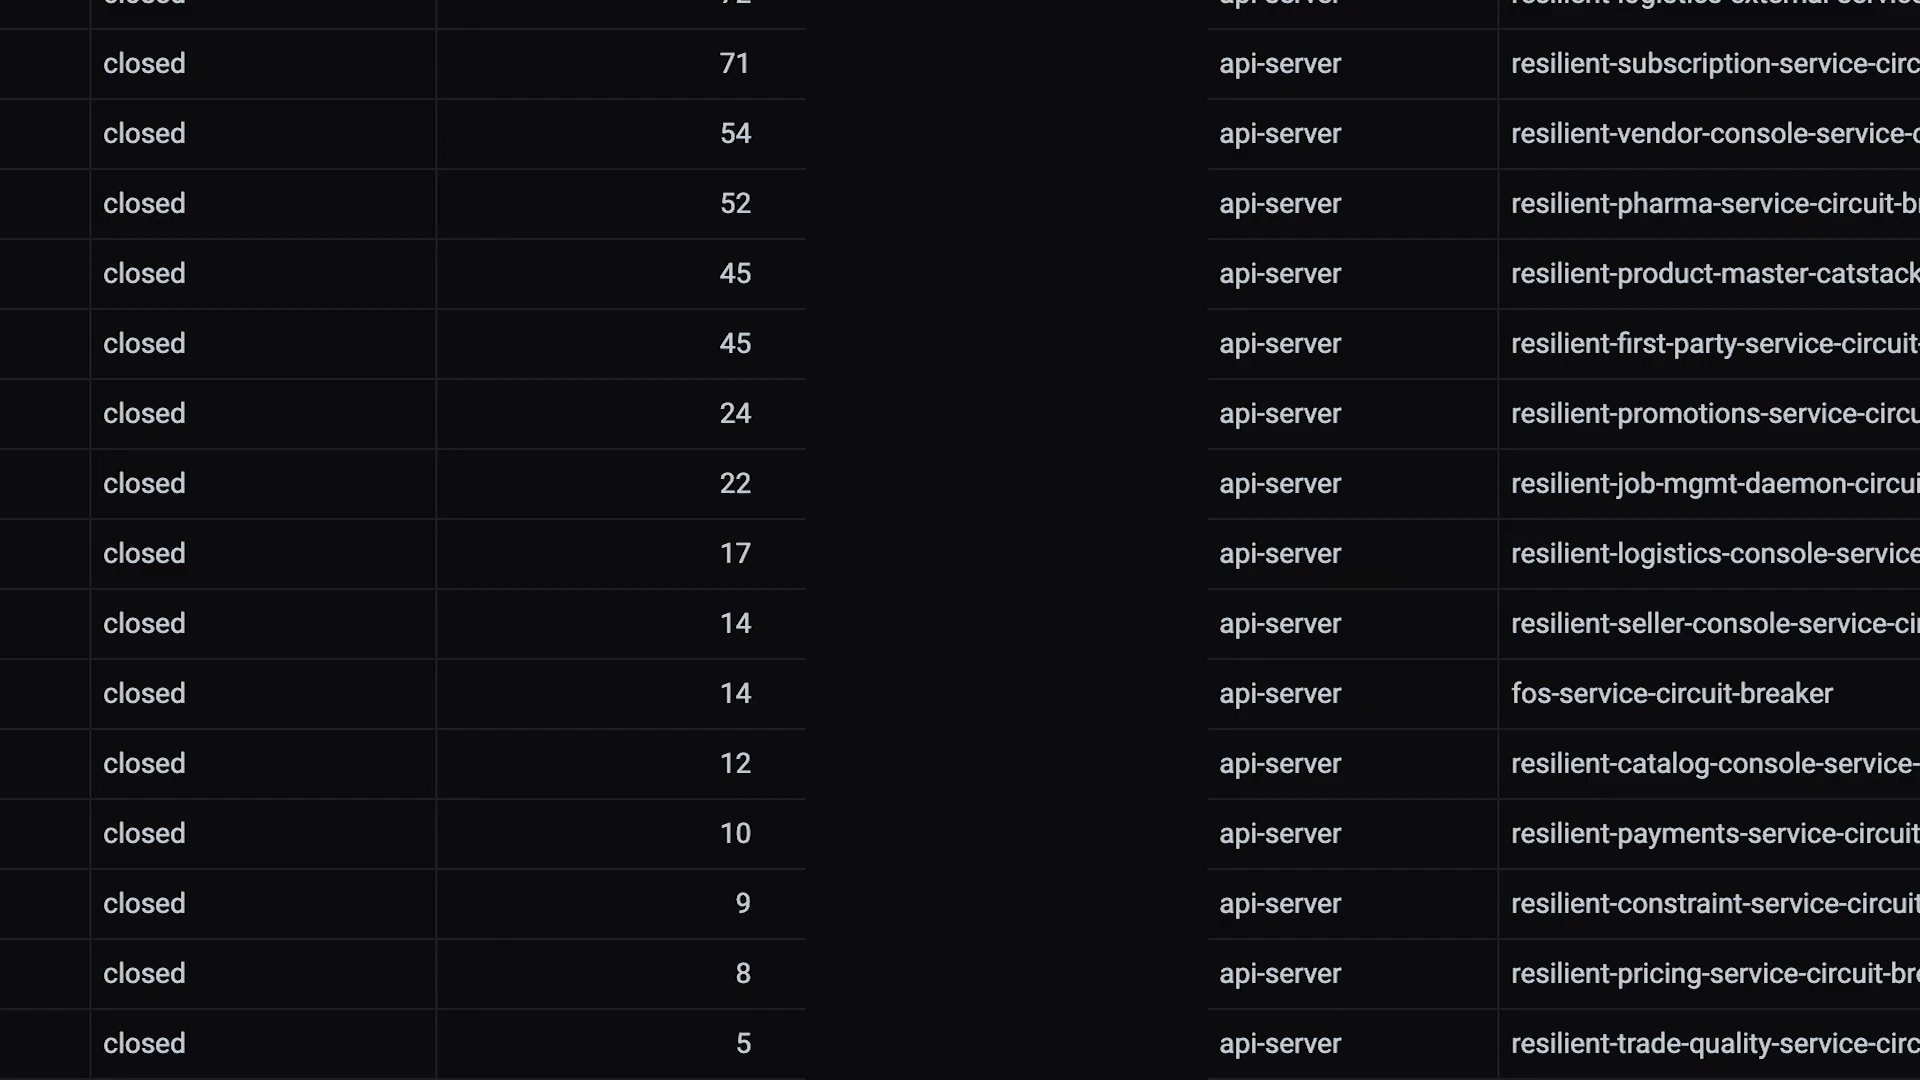 closed 71 api-server resilient-subscription-service-circ
closed 54 api-server resilient-vendor-console-service-c
closed 52 api-server resilient-pharma-service-circuit-b
closed 45 api-server resilient-product-master-catstack
closed 45 api-server resilient-first-party-service-circuit-
closed 24 api-server resilient-promotions-service-circu
closed 22 api-server resilient-job-mgmt-daemon-circui
closed 17 api-server resilient-logistics-console-service
closed 14 api-server resilient-seller-console-service-ci
closed 14 api-server fos-service-circuit-breaker
closed 12 api-server resilient-catalog-console-service-
closed 10 api-server resilient-payments-service-circuit
closed 9 api-server resilient-constraint-service-circuit
closed 8 api-server resilient-pricing-service-circuit-bre
closed 5 api-server resilient-trade-quality-service-circ